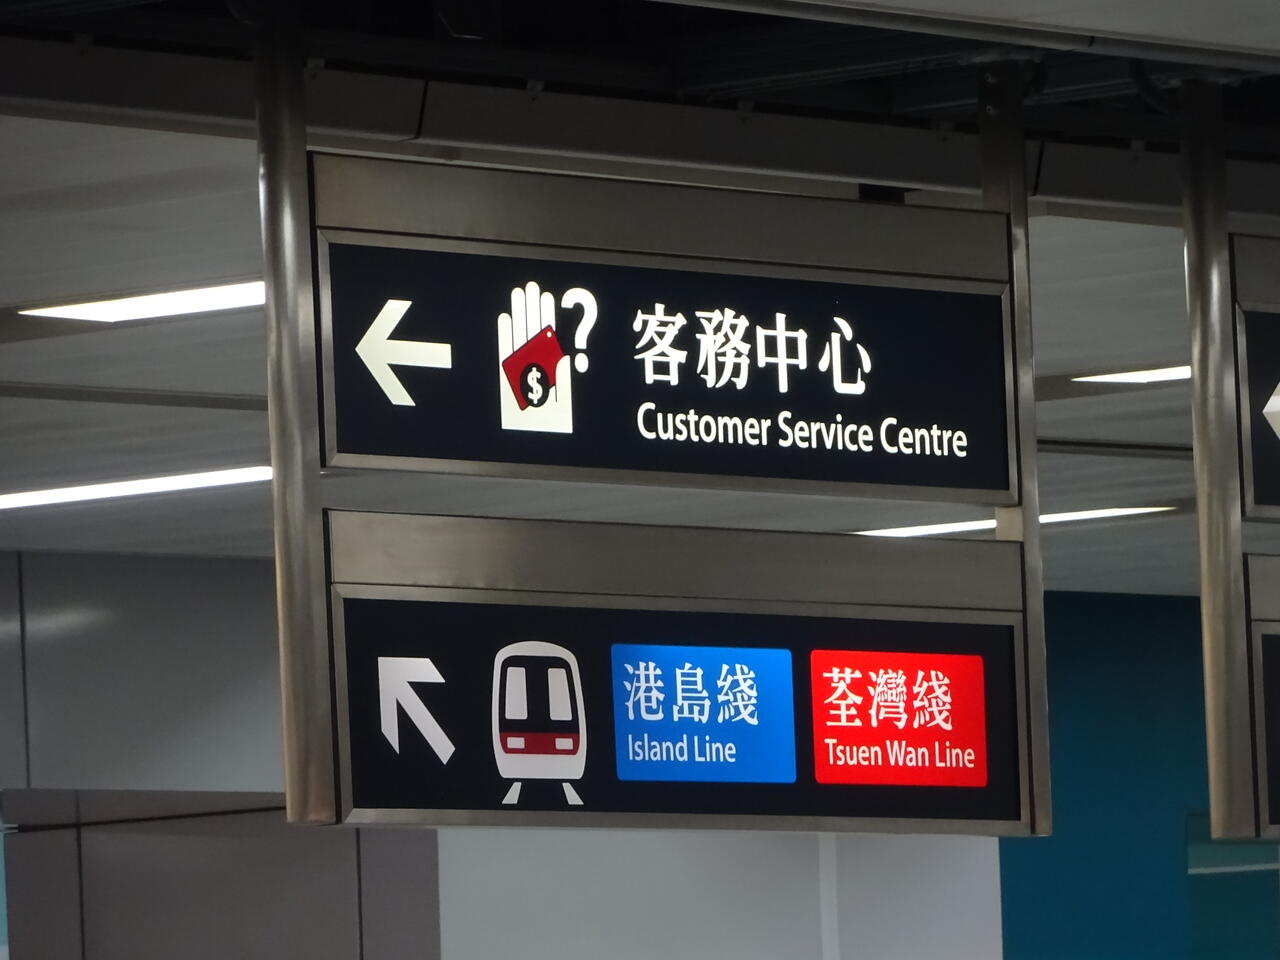 客務中心
Customer Service Centre
?
$
港島綫
Island Line
荃灣綫
Tsuen Wan Line